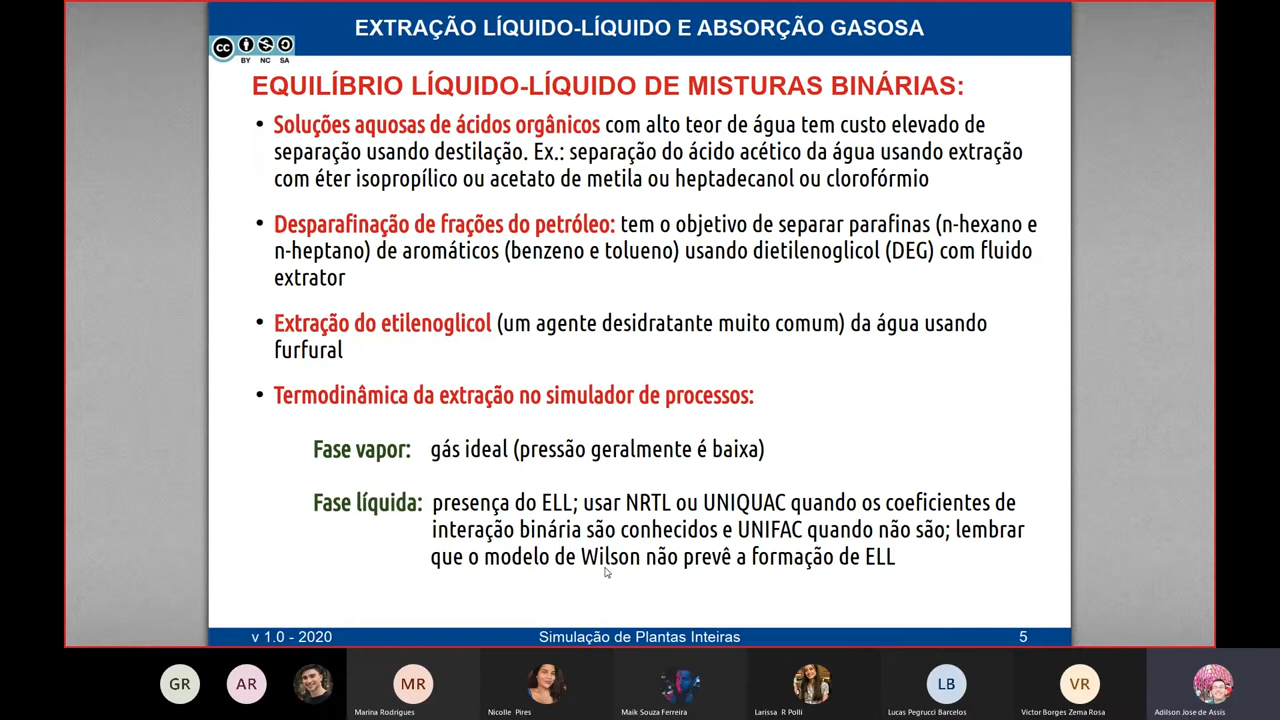 EXTRAÇÃO LÍQUIDO-LÍQUIDO E ABSORÇÃO GASOSA
cc
BY NC SA
EQUILÍBRIO LÍQUIDO-LÍQUIDO DE MISTURAS BINÁRIAS:
• Soluções aquosas de ácidos orgânicos com alto teor de água tem custo elevado de
separação usando destilação. Ex.: separação do ácido acético da água usando extração
com éter isopropílico ou acetato de metila ou heptadecanol ou clorofórmio
• Desparafinação de frações do petróleo: tem o objetivo de separar parafinas (n-hexano e
n-heptano) de aromáticos (benzeno e tolueno) usando dietilenoglicol (DEG) com fluido
extrator
• Extração do etilenoglicol (um agente desidratante muito comum) da água usando
furfural
• Termodinâmica da extração no simulador de processos:
Fase vapor: gás ideal (pressão geralmente é baixa)
Fase líquida: presença do ELL; usar NRTL ou UNIQUAC quando os coeficientes de
interação binária são conhecidos e UNIFAC quando não são; lembrar
que o modelo de Wilson não prevê a formação de ELL
v 1.0 - 2020 Simulação de Plantas Inteiras 5
GR AR MR LB VR
Marina Rodrigues Nicolle Pires Maik Souza Ferreira Larissa R Polli Lucas Pegrucci Barcelos Victor Borges Zema Rosa Adilson Jose de Assis